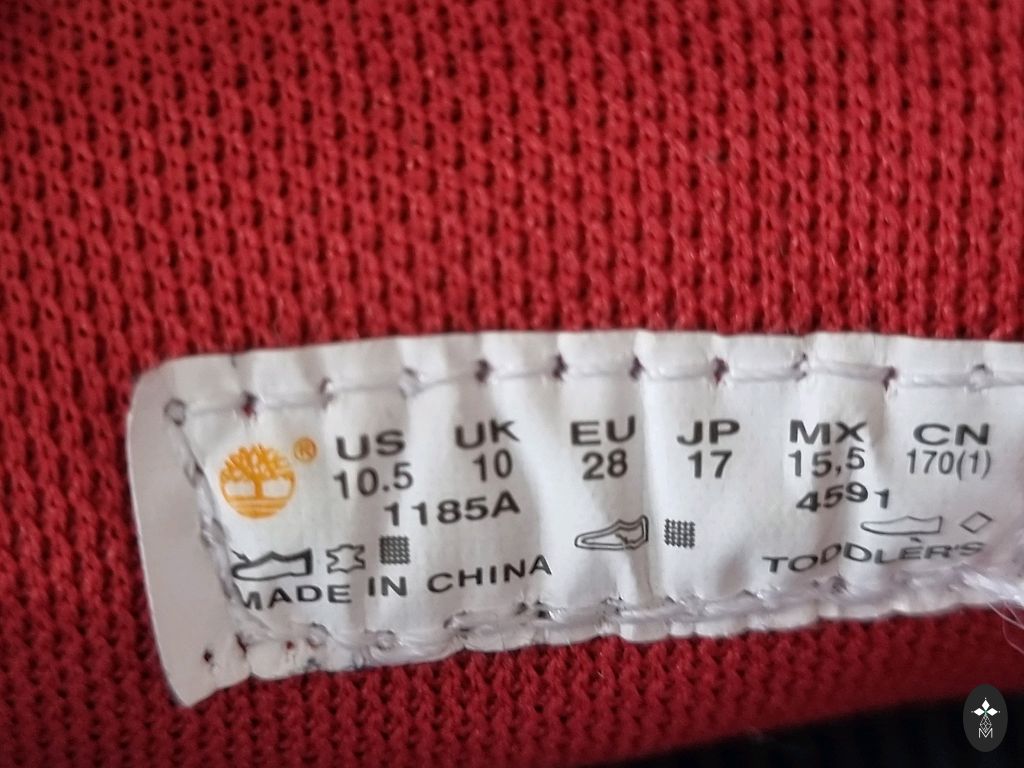 ® US UK EU JP MX CN
10.5 10 28 17 15,5 170(1)
1185A 4591
MADE IN CHINA TODDLER'S
M